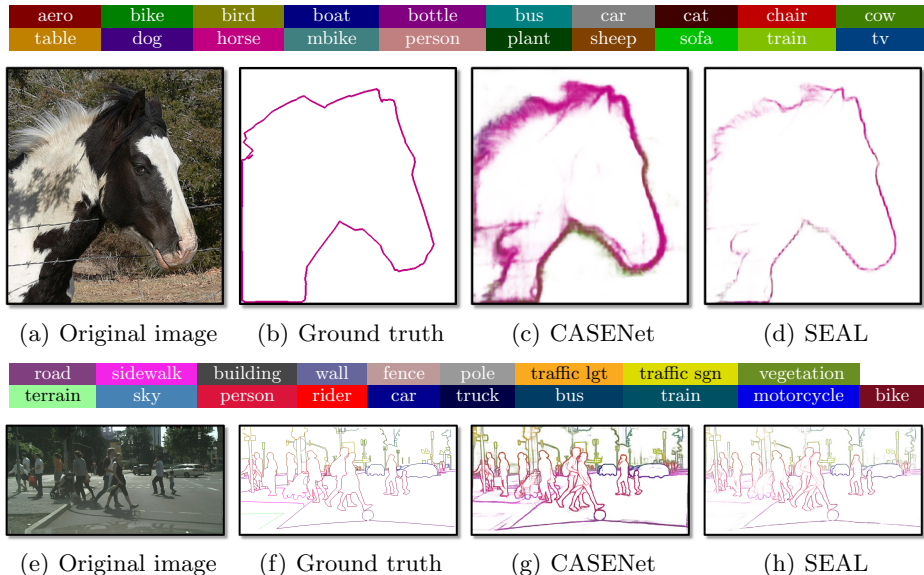 aero bike bird boat bottle bus car cat chair cow
table dog horse mbike person plant sheep sofa train tv
(a) Original image (b) Ground truth (c) CASENet (d) SEAL
road sidewalk building wall fence pole traffic lgt traffic sgn vegetation
terrain sky person rider car truck bus train motorcycle bike
(e) Original image (f) Ground truth (g) CASENet (h) SEAL